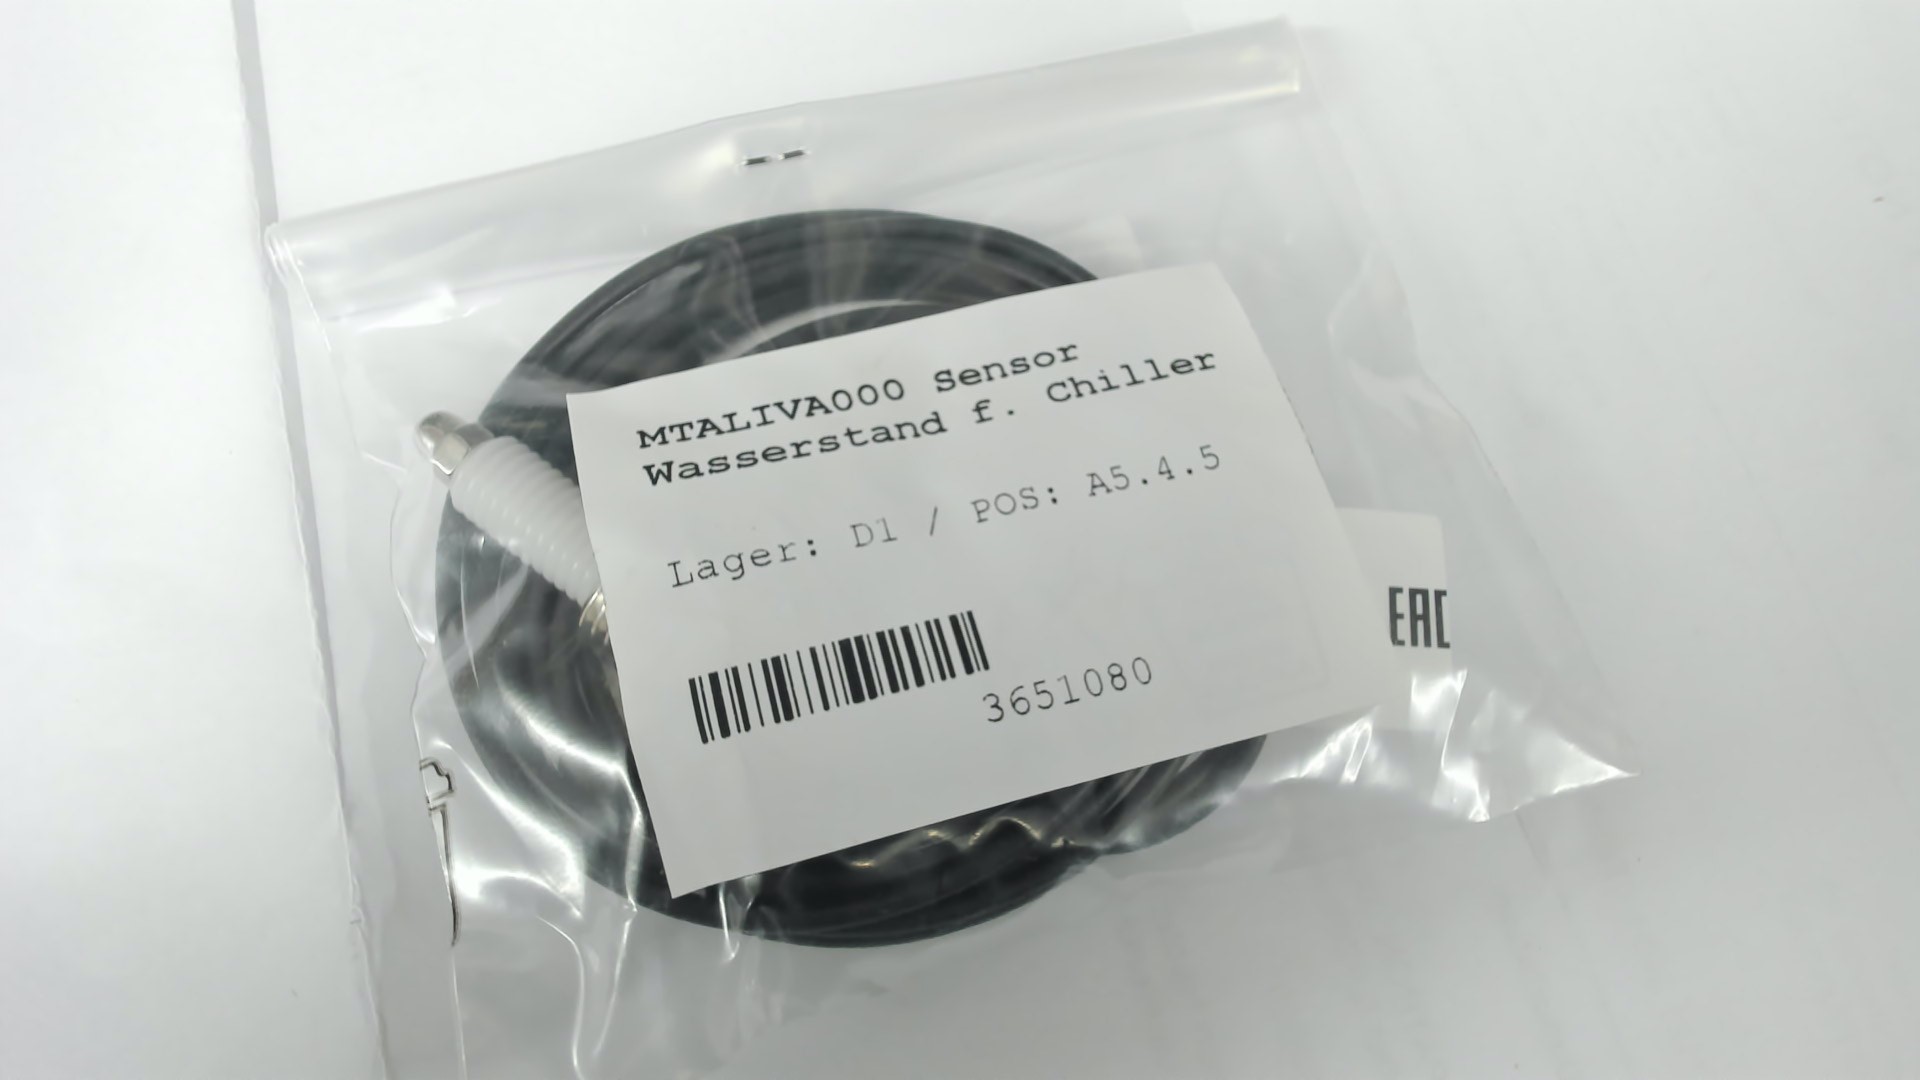 MTALIVA000 Sensor
Wasserstand f. Chiller
Lager: D1 / POS: A5.4.5
3651080
EAC